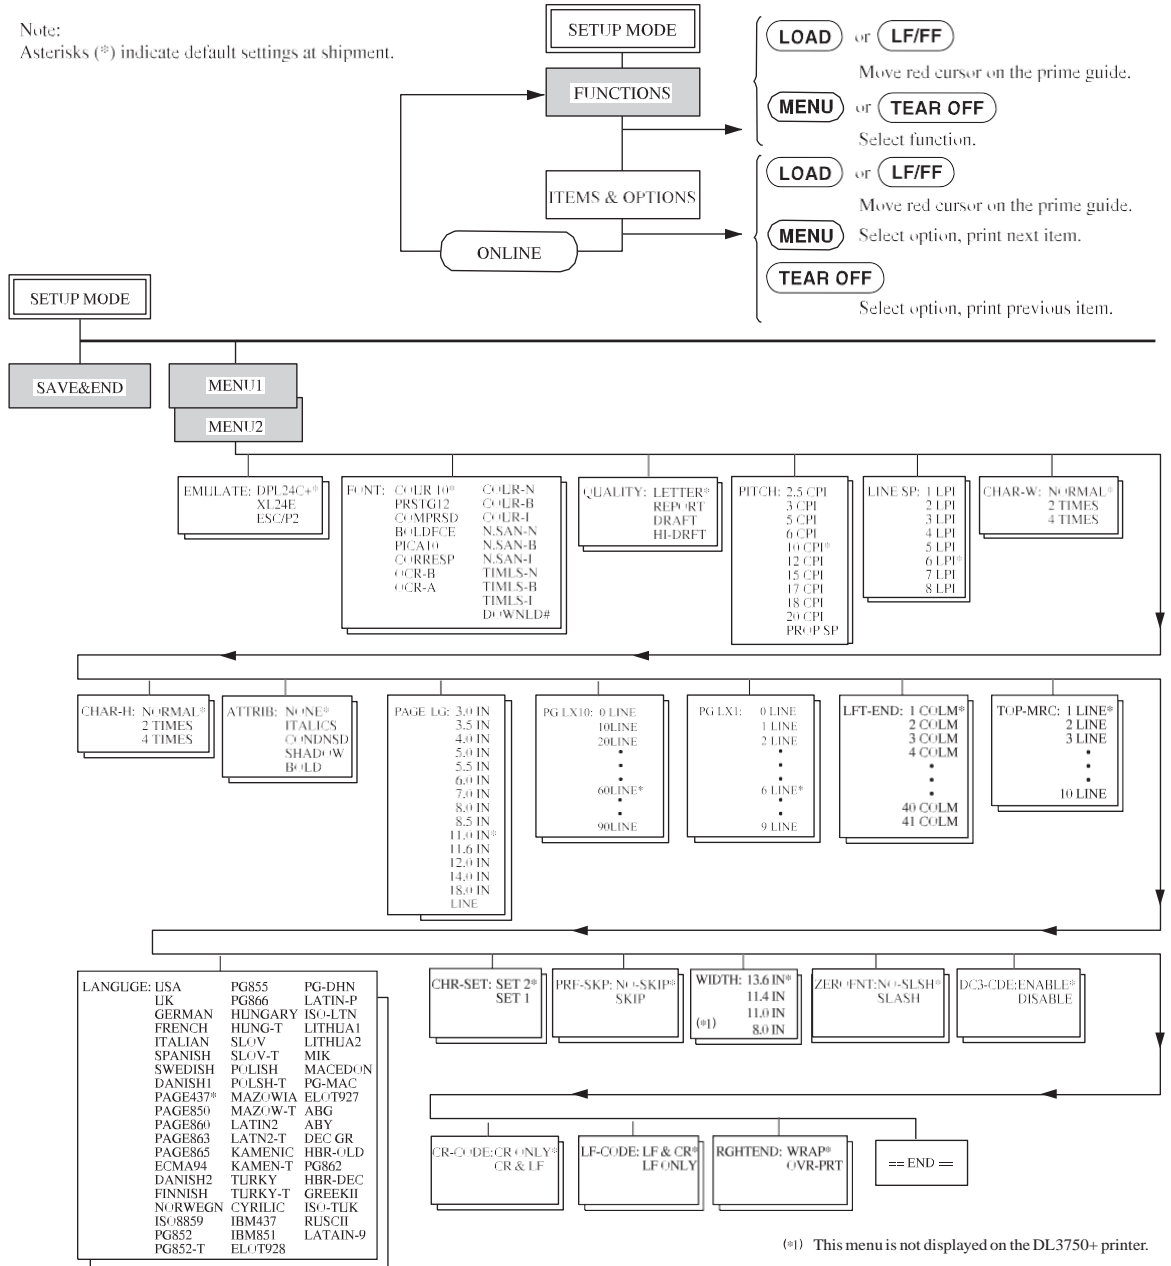 Note:
Asterisks (*) indicate default settings at shipment.
SETUP MODE
FUNCTIONS
ITEMS & OPTIONS
ONLINE
LOAD or LF/FF
Move red cursor on the prime guide.
MENU or TEAR OFF
Select function.
LOAD or LF/FF
Move red cursor on the prime guide.
MENU Select option, print next item.
TEAR OFF
Select option, print previous item.
SETUP MODE
SAVE&END
MENU1
MENU2
EMULATE: DPL24C+*
XL24E
ESC/P2
FONT: COUR 10* COUR-N
PRSTG12 COUR-B
COMPRSD COUR-I
BOLDFCE N.SAN-N
PICA10 N.SAN-B
CORRESP N.SAN-I
OCR-B TIMLS-N
OCR-A TIMLS-B
TIMLS-I
DOWNLD#
QUALITY: LETTER*
REPORT
DRAFT
HI-DRFT
PITCH: 2.5 CPI
3 CPI
5 CPI
6 CPI
10 CPI*
12 CPI
15 CPI
17 CPI
18 CPI
20 CPI
PROP SP
LINE SP: 1 LPI
2 LPI
3 LPI
4 LPI
5 LPI
6 LPI*
7 LPI
8 LPI
CHAR-W: NORMAL*
2 TIMES
4 TIMES
CHAR-H: NORMAL*
2 TIMES
4 TIMES
ATTRIB: NONE*
ITALICS
CONDNSD
SHADOW
BOLD
PAGE LG: 3.0 IN
3.5 IN
4.0 IN
5.0 IN
5.5 IN
6.0 IN
7.0 IN
8.0 IN
8.5 IN
11.0 IN*
11.6 IN
12.0 IN
14.0 IN
18.0 IN
LINE
PG LX10: 0 LINE
10LINE
20LINE
60LINE*
90LINE
PG LX1: 0 LINE
1 LINE
2 LINE
6 LINE*
9 LINE
LFT-END: 1 COLM*
2 COLM
3 COLM
4 COLM
40 COLM
41 COLM
TOP-MRC: 1 LINE*
2 LINE
3 LINE
10 LINE
LANGUGE: USA PG855 PG-DHN
UK PG866 LATIN-P
GERMAN HUNGARY ISO-LTN
FRENCH HUNG-T LITHUA1
ITALIAN SLOV LITHUA2
SPANISH SLOV-T MIK
SWEDISH POLISH MACEDON
DANISH1 POLSH-T PG-MAC
PAGE437* MAZOWIA ELOT927
PAGE850 MAZOW-T ABG
PAGE860 LATIN2 ABY
PAGE863 LATN2-T DEC GR
PAGE865 KAMENIC HBR-OLD
ECMA94 KAMEN-T PG862
DANISH2 TURKY HBR-DEC
FINNISH TURKY-T GREEKII
NORWEGN CYRILIC ISO-TUK
ISO8859 IBM437 RUSCII
PG852 IBM851 LATAIN-9
PG852-T ELOT928
CHR-SET: SET 2*
SET 1
PRF-SKP: NO-SKIP*
SKIP
WIDTH: 13.6 IN*
11.4 IN
(*1) 11.0 IN
8.0 IN
ZEROFNT:NO-SLSH*
SLASH
DC3-CDE:ENABLE*
DISABLE
CR-CODE:CR ONLY*
CR & LF
LF-CODE: LF & CR*
LF ONLY
RGHTEND: WRAP*
OVR-PRT
== END ==
(*1) This menu is not displayed on the DL3750+ printer.